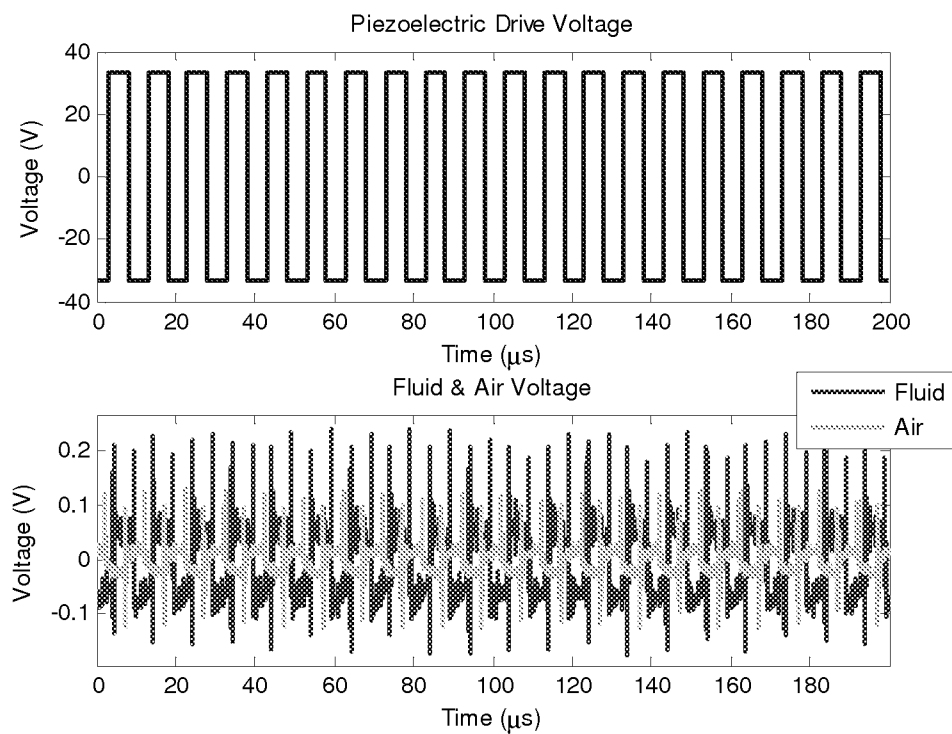 Piezoelectric Drive Voltage
40
20
0
-20
-40
Voltage (V)
0 20 40 60 80 100 120 140 160 180 200
Time (μs)
Fluid & Air Voltage
Fluid
Air
0.2
0.1
0
-0.1
Voltage (V)
0 20 40 60 80 100 120 140 160 180 200
Time (μs)